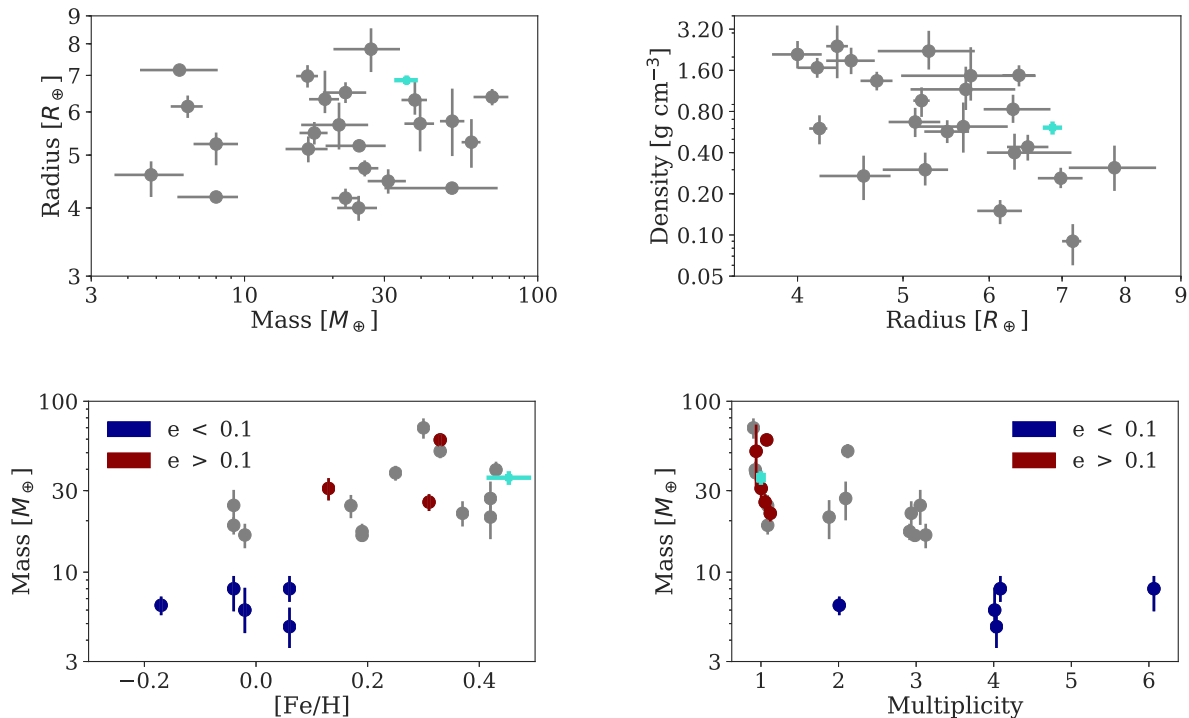 9
8
7
6
5
4
3
Radius [R⊕]
3 10 30 100
Mass [M⊕]
3.20
1.60
0.80
0.40
0.20
0.10
0.05
Density [g cm⁻³]
4 5 6 7 8 9
Radius [R⊕]
100
30
10
3
Mass [M⊕]
e < 0.1
e > 0.1
−0.2 0.0 0.2 0.4
[Fe/H]
100
30
10
3
Mass [M⊕]
e < 0.1
e > 0.1
1 2 3 4 5 6
Multiplicity